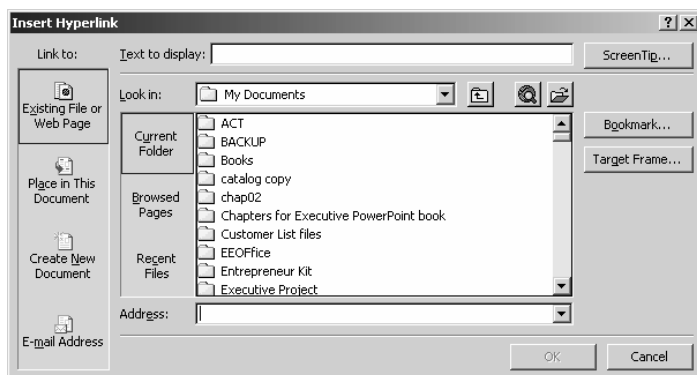 Insert Hyperlink
Link to:
Text to display:
ScreenTip...
Existing File or
Web Page
Look in:
My Documents
Current
Folder
ACT
BACKUP
Books
catalog copy
chap02
Chapters for Executive PowerPoint book
Customer List files
EEOffice
Entrepreneur Kit
Executive Project
Bookmark...
Target Frame...
Place in This
Document
Browsed
Pages
Create New
Document
Recent
Files
E-mail Address
Address:
OK
Cancel